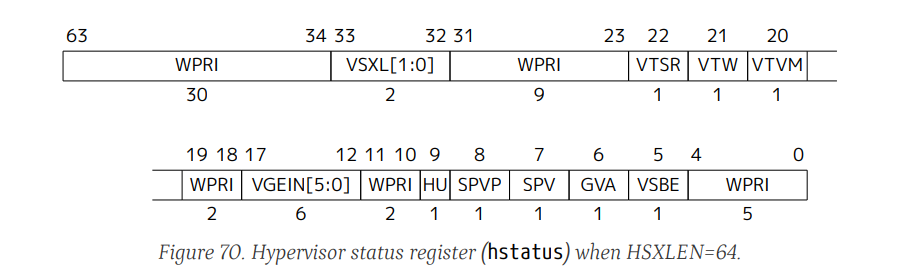 63 34 33 32 31 23 22 21 20
WPRI VSXL[1:0] WPRI VTSR VTW VTVM
30 2 9 1 1 1
19 18 17 12 11 10 9 8 7 6 5 4 0
WPRI VGEIN[5:0] WPRI HU SPVP SPV GVA VSBE WPRI
2 6 2 1 1 1 1 1 5
Figure 70. Hypervisor status register (hstatus) when HSXLEN=64.